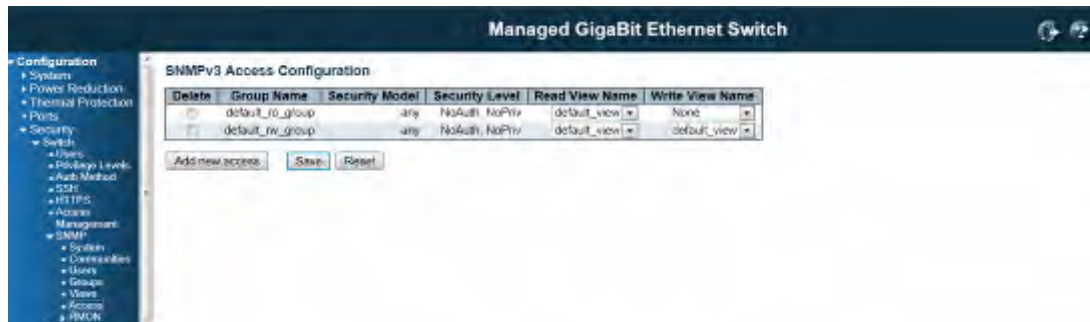 Managed GigaBit Ethernet Switch
Configuration
System
Power Reduction
Thermal Protection
Ports
Security
Switch
Users
Privilege Levels
Auth Method
SSH
HTTPS
Access
Management
SNMP
System
Communities
Users
Groups
Views
Access
RMON
SNMPv3 Access Configuration
Delete Group Name Security Model Security Level Read View Name Write View Name
default_ro_group any NoAuth, NoPriv default_view None
default_rw_group any NoAuth, NoPriv default_view default_view
Add new access Save Reset